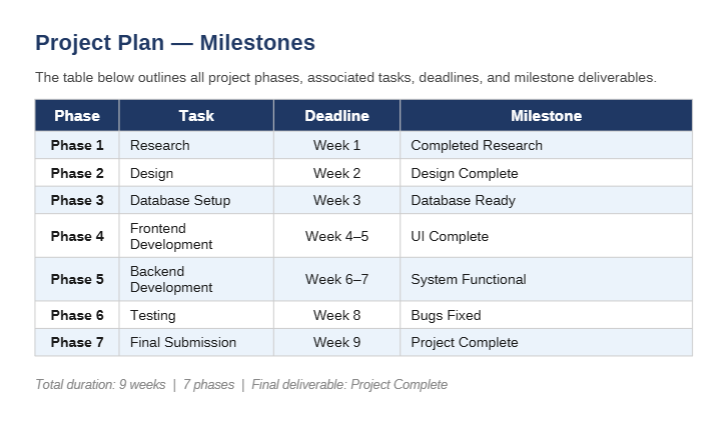 Project Plan — Milestones
The table below outlines all project phases, associated tasks, deadlines, and milestone deliverables.
Phase Task Deadline Milestone
Phase 1 Research Week 1 Completed Research
Phase 2 Design Week 2 Design Complete
Phase 3 Database Setup Week 3 Database Ready
Phase 4 Frontend Development Week 4–5 UI Complete
Phase 5 Backend Development Week 6–7 System Functional
Phase 6 Testing Week 8 Bugs Fixed
Phase 7 Final Submission Week 9 Project Complete
Total duration: 9 weeks | 7 phases | Final deliverable: Project Complete